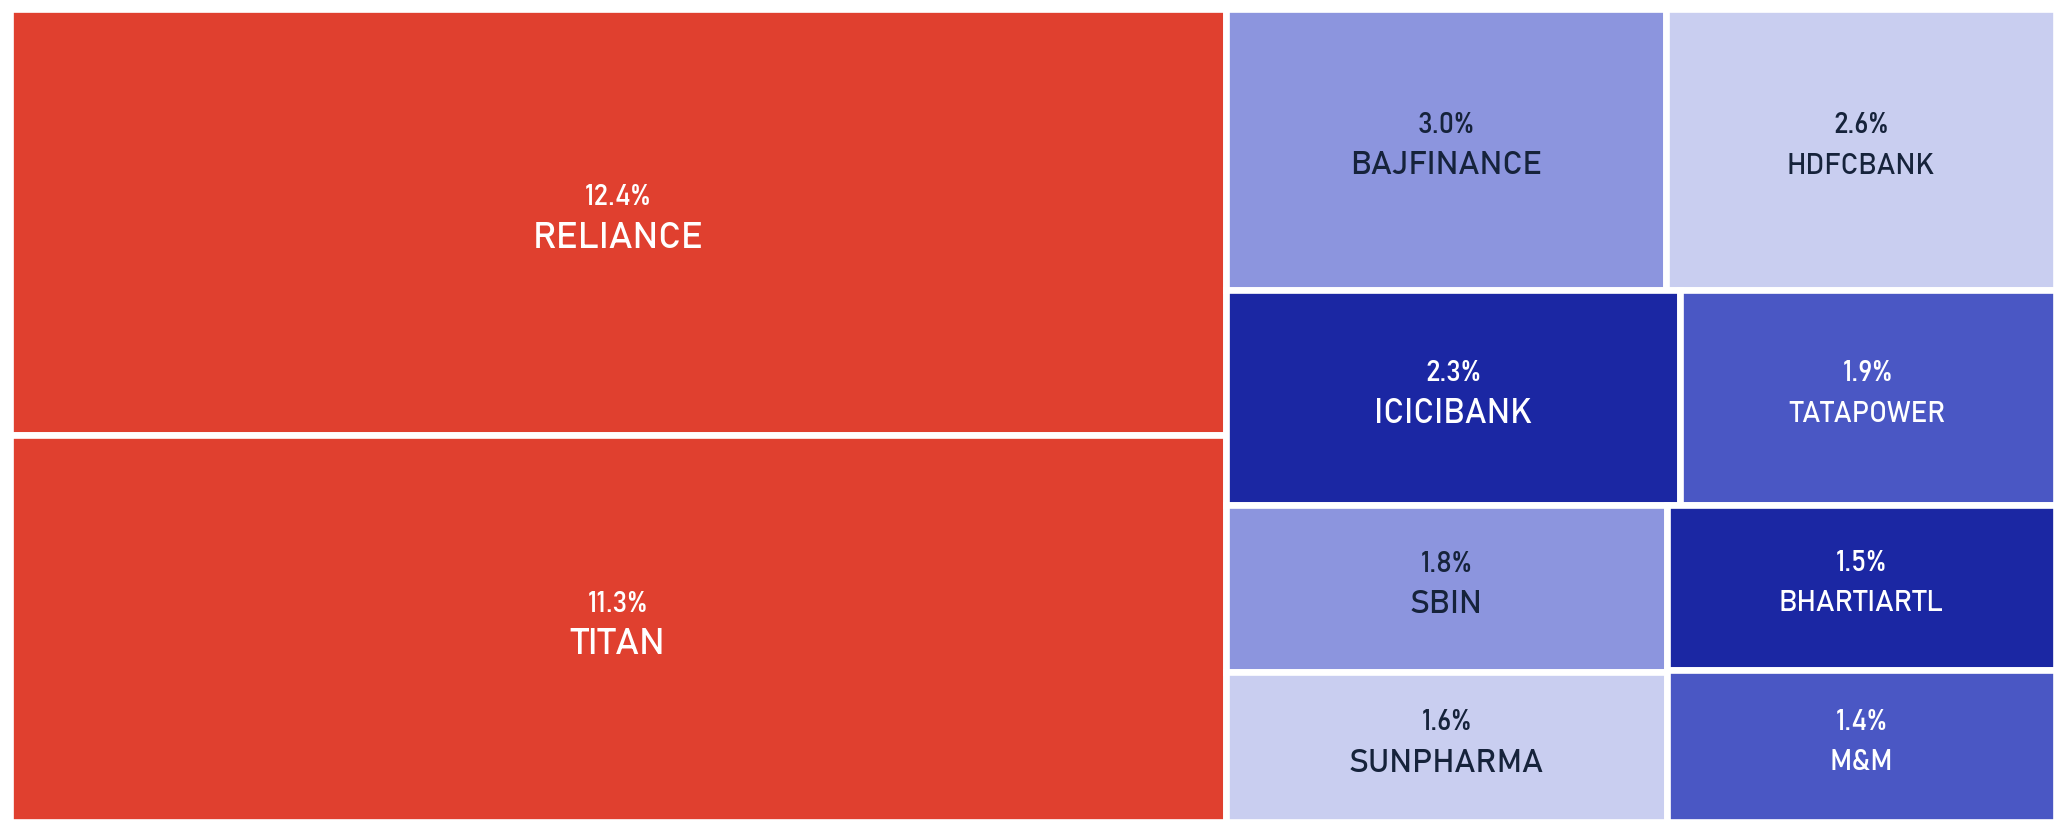 12.4%
RELIANCE
11.3%
TITAN
3.0%
BAJFINANCE
2.6%
HDFCBANK
2.3%
ICICIBANK
1.9%
TATAPOWER
1.8%
SBIN
1.5%
BHARTIARTL
1.6%
SUNPHARMA
1.4%
M&M